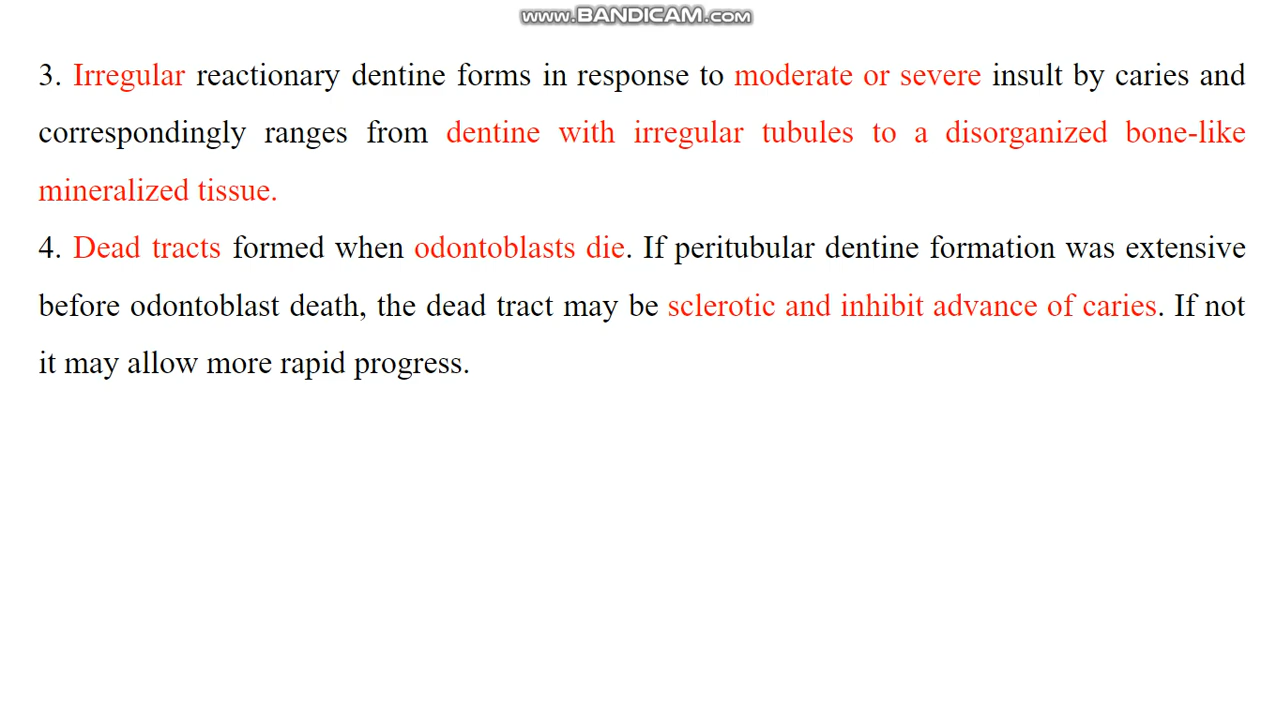 www.BANDICAM.com
3. Irregular reactionary dentine forms in response to moderate or severe insult by caries and
correspondingly ranges from dentine with irregular tubules to a disorganized bone-like
mineralized tissue.
4. Dead tracts formed when odontoblasts die. If peritubular dentine formation was extensive
before odontoblast death, the dead tract may be sclerotic and inhibit advance of caries. If not
it may allow more rapid progress.